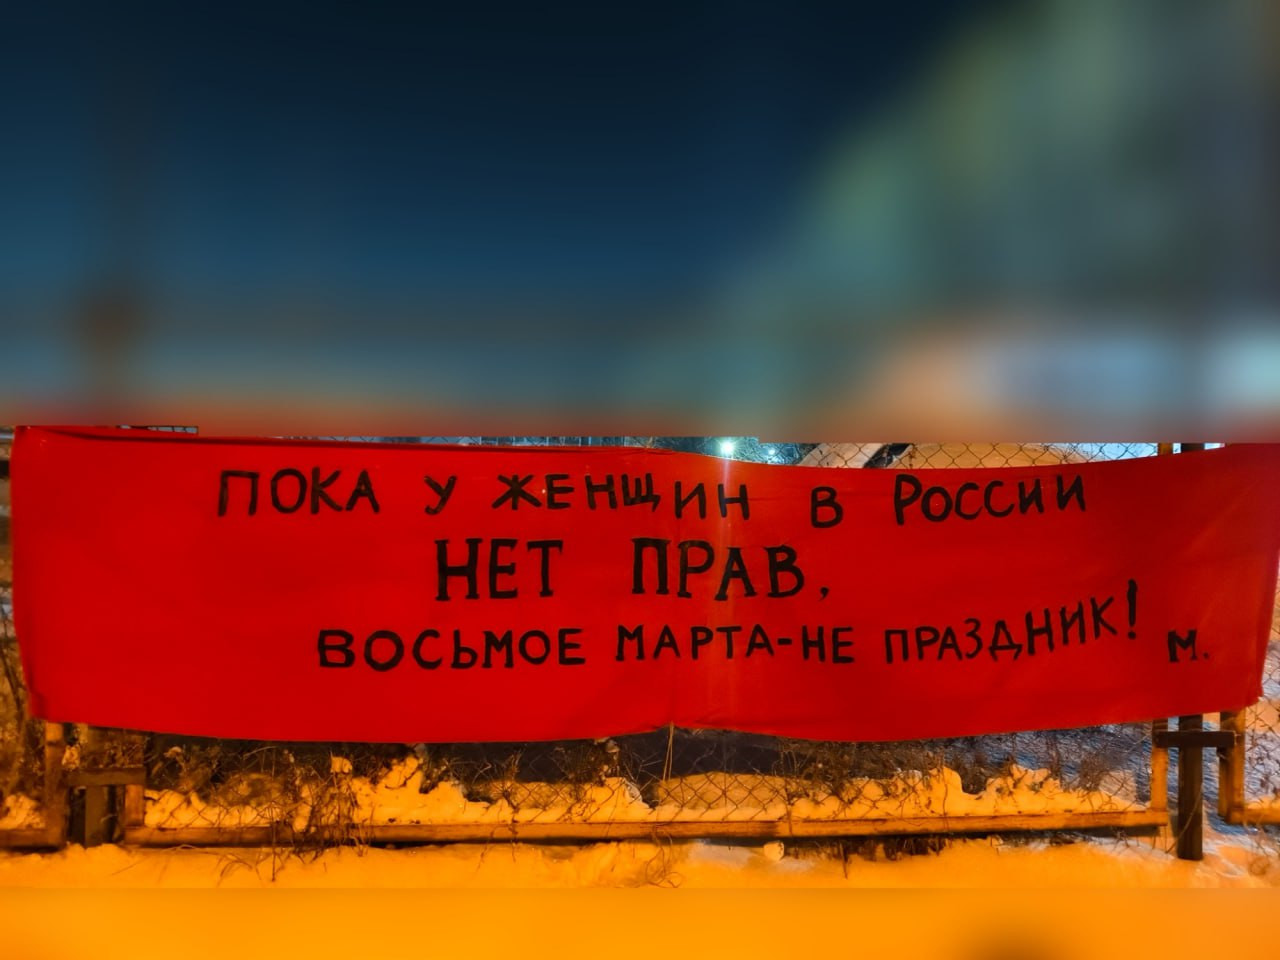 ПОКА У ЖЕНЩИН В РОССИИ
НЕТ ПРАВ,
ВОСЬМОЕ МАРТА-НЕ ПРАЗДНИК! М.